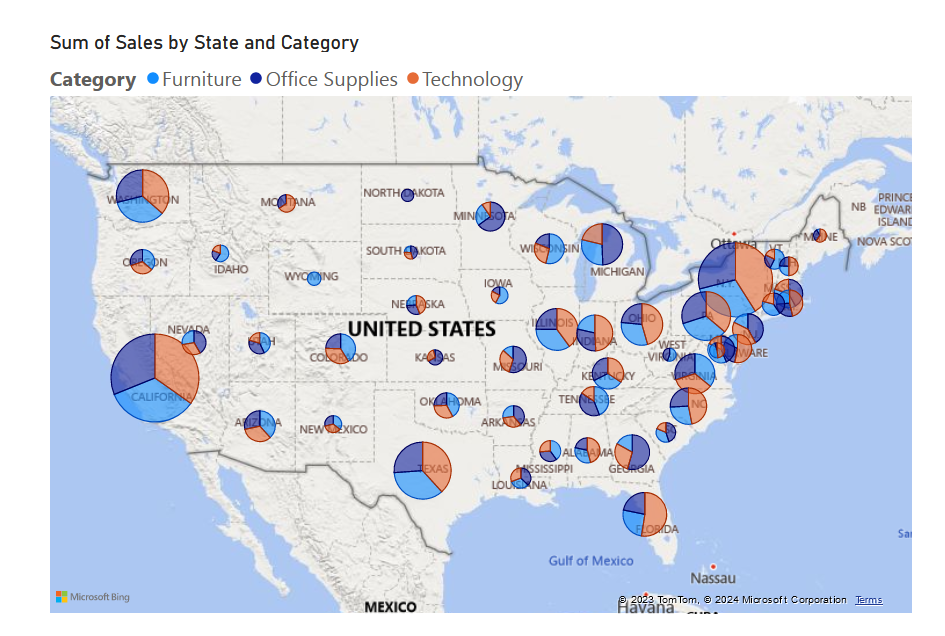 Sum of Sales by State and Category
Category Furniture Office Supplies Technology
WASHINGTON
MONTANA
NORTH DAKOTA
MINNESOTA
OREGON
IDAHO
WYOMING
SOUTH DAKOTA
WISCONSIN
MICHIGAN
Ottawa
VT
MAINE
NB
PRINCE
EDWARD
ISLAND
NOVA SCOT
N.Y.
IOWA
NEBRASKA
UNITED STATES
NEVADA
UTAH
COLORADO
KANSAS
MISSOURI
ILLINOIS
INDIANA
OHIO
PA
WEST
VIRGINIA
WARE
CALIFORNIA
KENTUCKY
VIRGINIA
ARIZONA
NEW MEXICO
OKLAHOMA
ARKANSAS
TENNESSEE
NC
TEXAS
MISSISSIPPI
ALABAMA
GEORGIA
LOUISIANA
FLORIDA
San
Gulf of Mexico
Nassau
Microsoft Bing
MEXICO
© 2023 TomTom, © 2024 Microsoft Corporation Terms
Havana